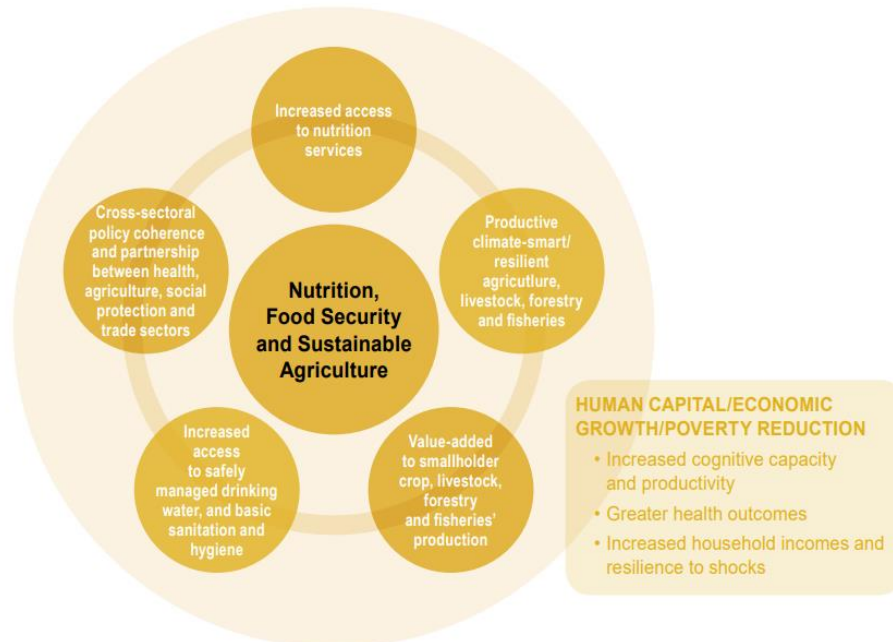 Increased access
to nutrition
services
Cross-sectoral
policy coherence
and partnership
between health,
agriculture, social
protection and
trade sectors
Nutrition,
Food Security
and Sustainable
Agriculture
Productive
climate-smart/
resilient
agricutlure,
livestock, forestry
and fisheries
Increased
access
to safely
managed drinking
water, and basic
sanitation and
hygiene
Value-added
to smallholder
crop, livestock,
forestry
and fisheries’
production
HUMAN CAPITAL/ECONOMIC
GROWTH/POVERTY REDUCTION
• Increased cognitive capacity
and productivity
• Greater health outcomes
• Increased household incomes and
resilience to shocks